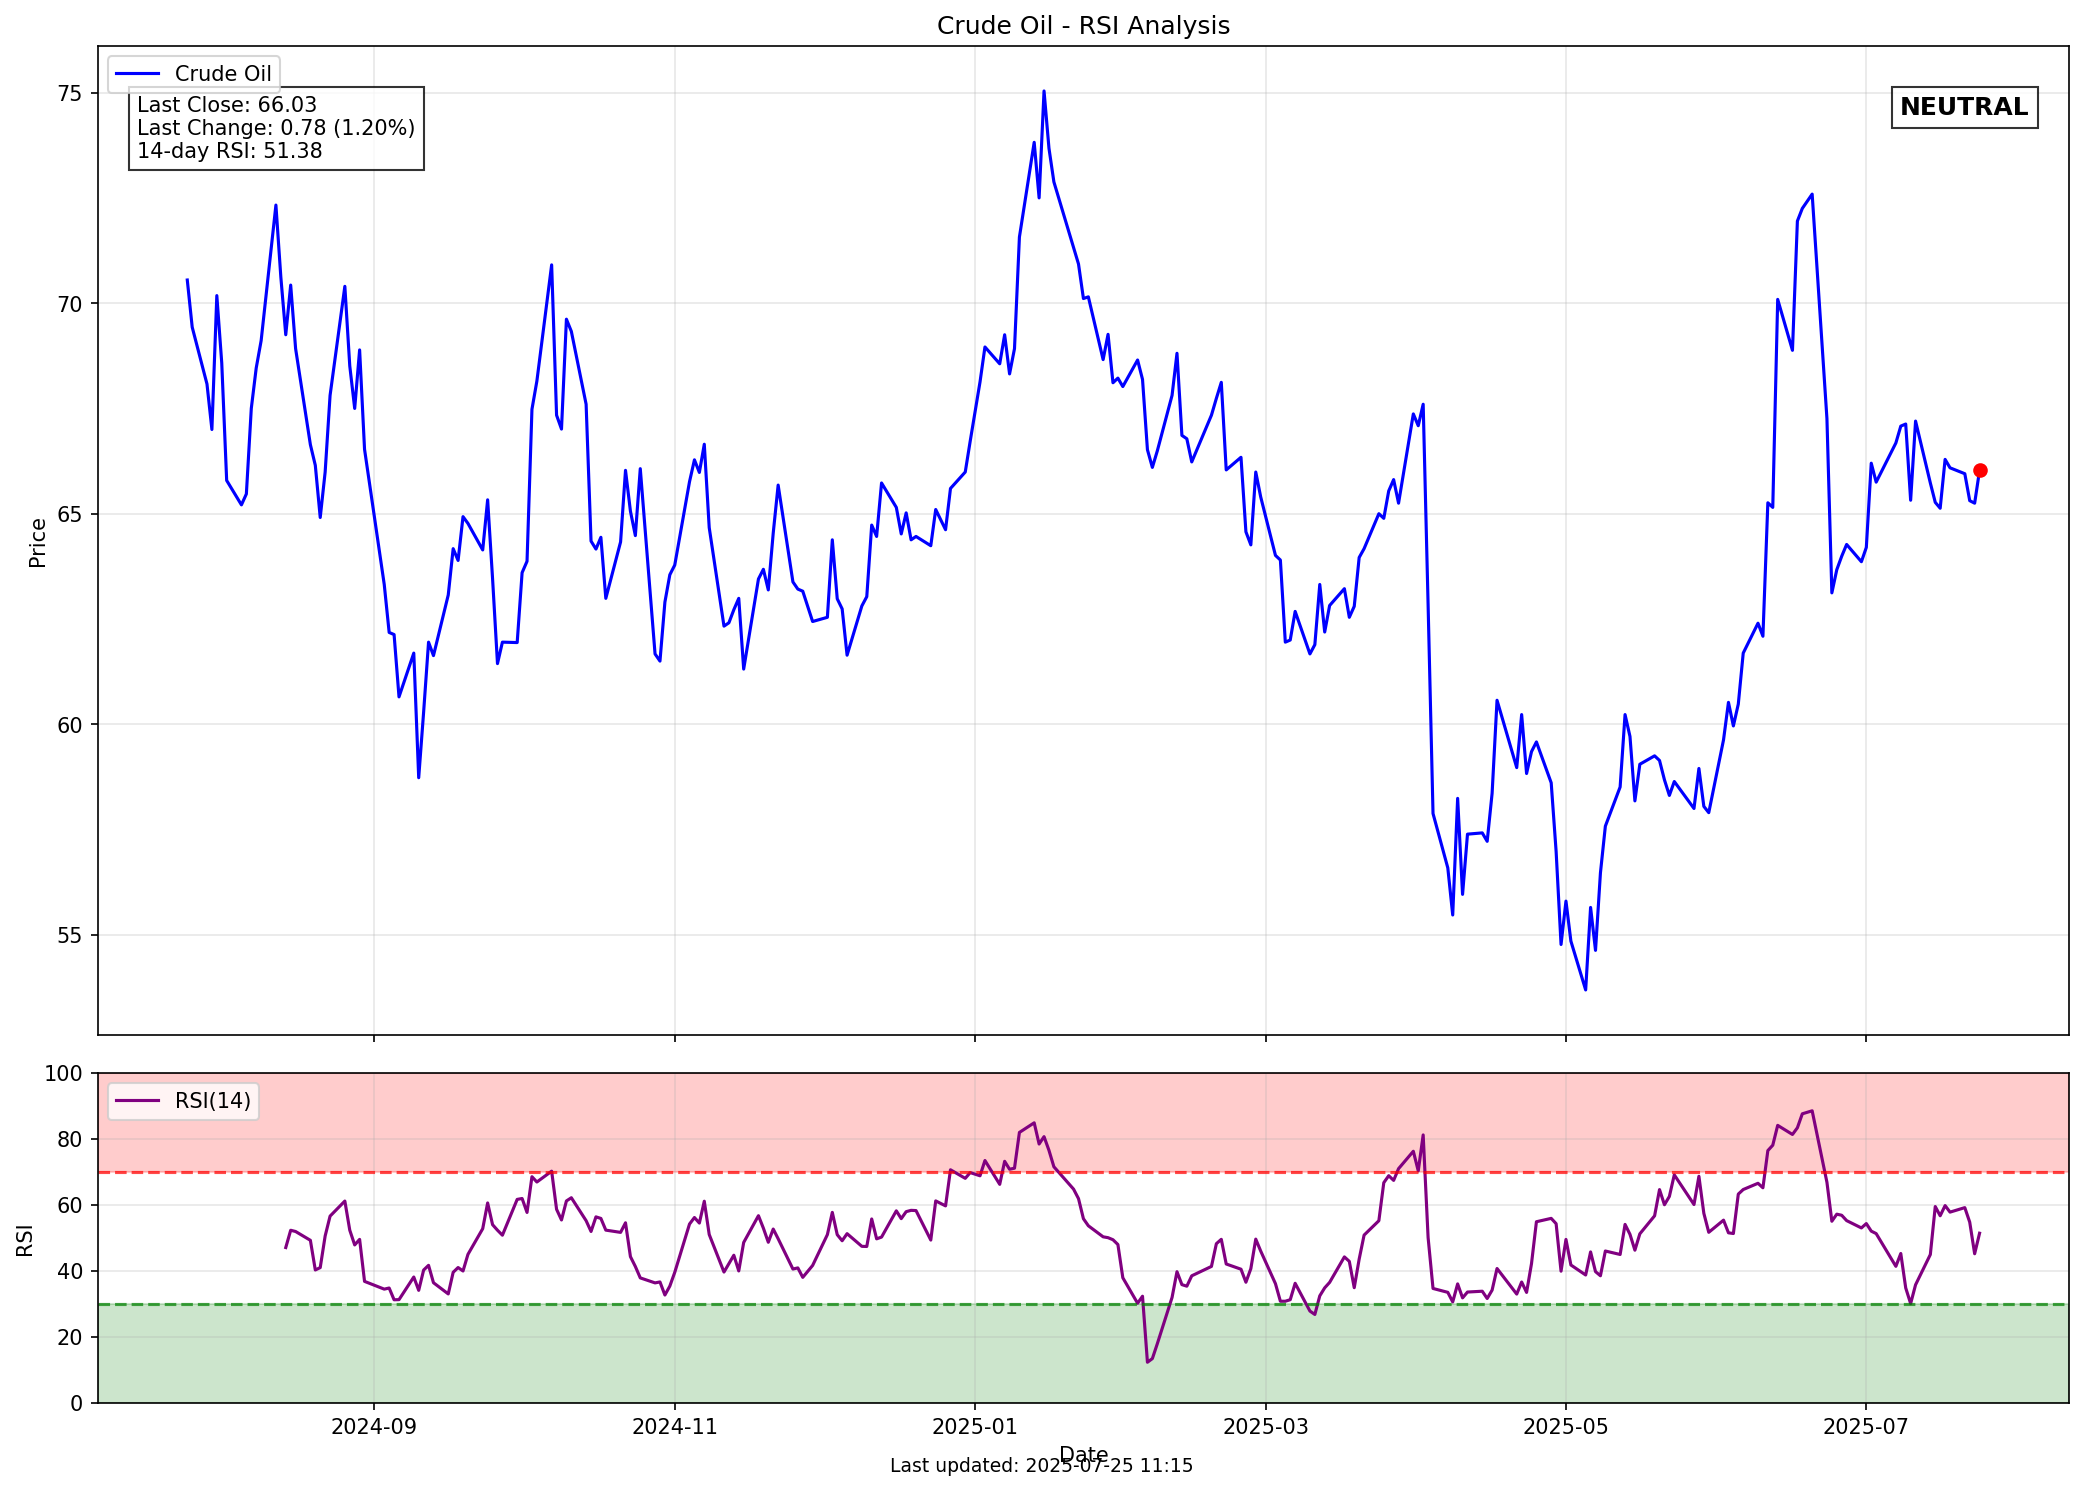 Crude Oil - RSI Analysis
Crude Oil
Last Close: 66.03
Last Change: 0.78 (1.20%)
14-day RSI: 51.38
NEUTRAL
75
70
65
60
55
Price
RSI(14)
100
80
60
40
20
0
RSI
2024-09
2024-11
2025-01
2025-03
2025-05
2025-07
Date
Last updated: 2025-07-25 11:15